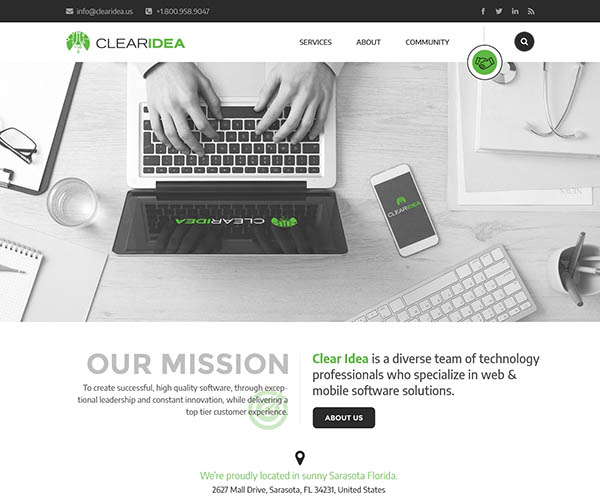 info@clearidea.us +1.800.958.9047
CLEARIDEA
SERVICES ABOUT COMMUNITY
CLEARIDEA
CLEARIDEA
OUR MISSION
To create successful, high quality software, through excep-
tional leadership and constant innovation, while delivering a
top tier customer experience.
Clear Idea is a diverse team of technology
professionals who specialize in web &
mobile software solutions.
ABOUT US
We're proudly located in sunny Sarasota Florida.
2627 Mall Drive, Sarasota, FL 34231, United States